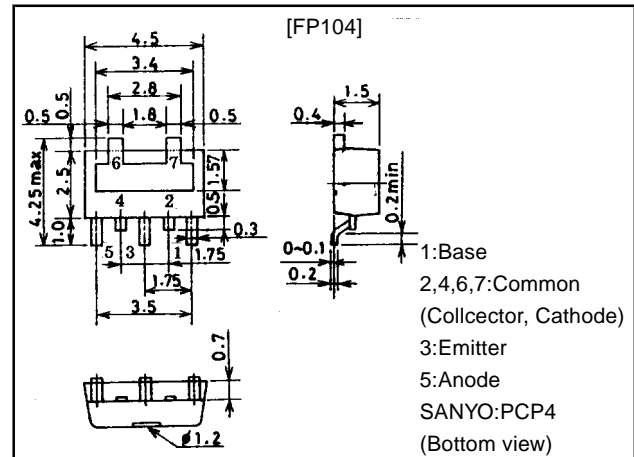 [FP104]
4.5
3.4
2.8
0.5 1.8 0.5
0.5
6 7
4.25max
2.5
1.57
4 2
0.5
1.0
0.3
5 3 1
1.75
1.75
3.5
1.5
0.4
0.2min
0~0.1
0.2
0.7
ø1.2
1:Base
2,4,6,7:Common
(Collcector, Cathode)
3:Emitter
5:Anode
SANYO:PCP4
(Bottom view)